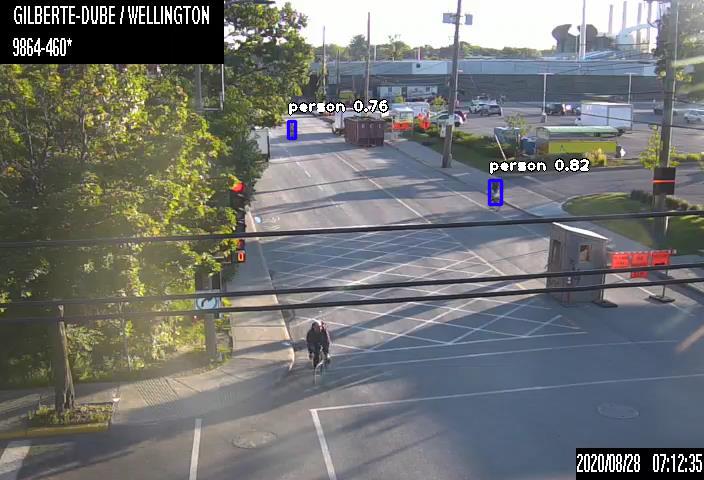 GILBERTE-DUBE / WELLINGTON
9864-460*
person 0.76
person 0.82
2020/08/28 07:12:35